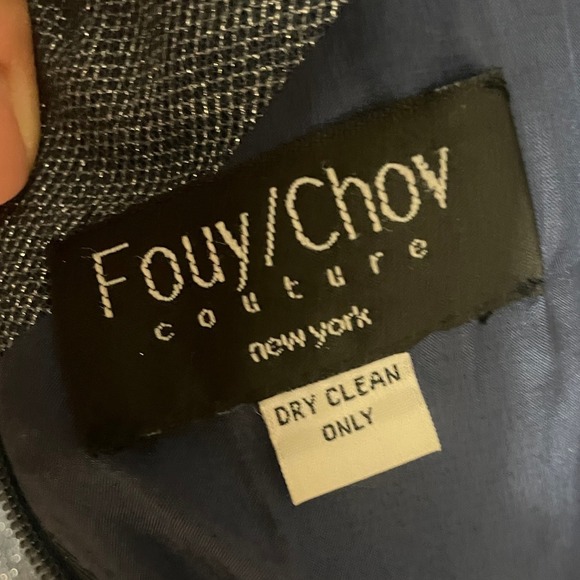 Fouy/Chov
couture
new york
DRY CLEAN
ONLY